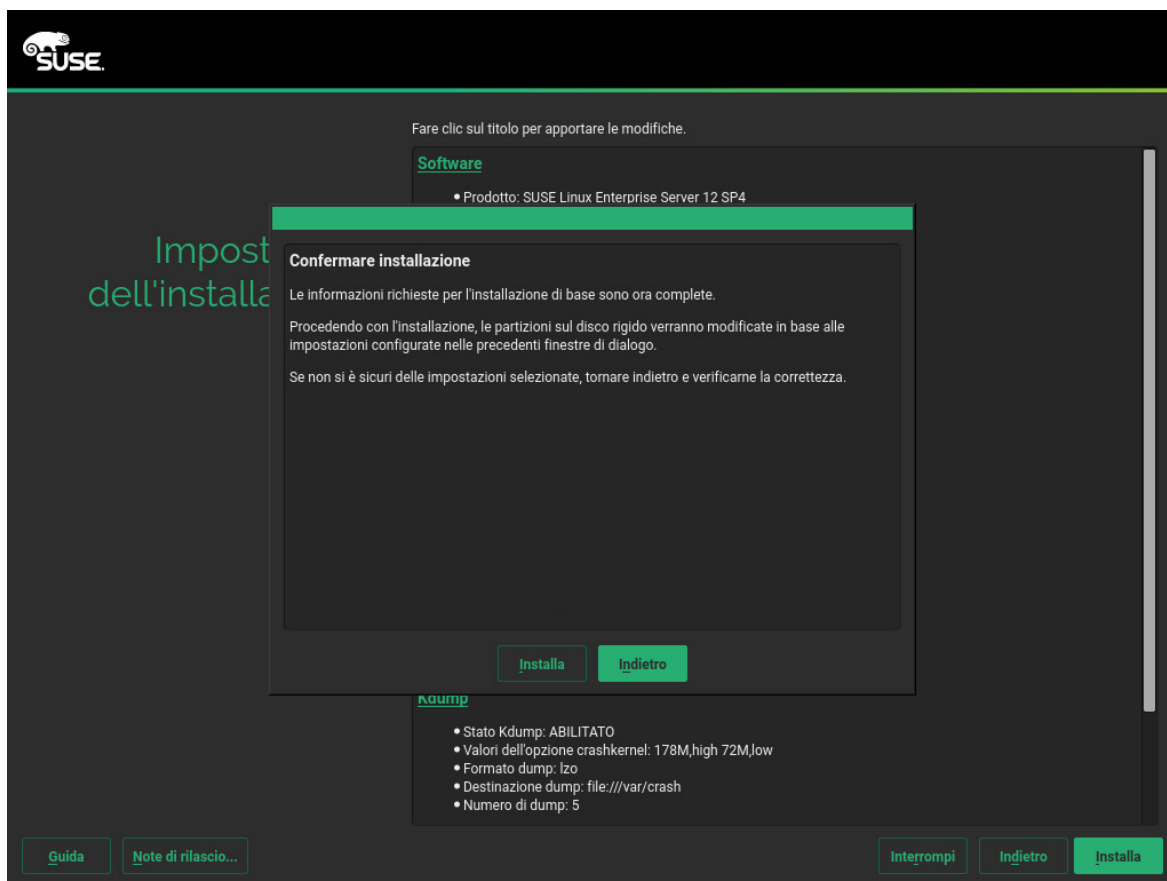 SUSE.
Fare clic sul titolo per apportare le modifiche.
Software
• Prodotto: SUSE Linux Enterprise Server 12 SP4
Impost
dell'installa
Confermare installazione
Le informazioni richieste per l'installazione di base sono ora complete.
Procedendo con l'installazione, le partizioni sul disco rigido verranno modificate in base alle
impostazioni configurate nelle precedenti finestre di dialogo.
Se non si è sicuri delle impostazioni selezionate, tornare indietro e verificarne la correttezza.
Installa
Indietro
Kdump
• Stato Kdump: ABILITATO
• Valori dell'opzione crashkernel: 178M,high 72M,low
• Formato dump: lzo
• Destinazione dump: file:///var/crash
• Numero di dump: 5
Guida
Note di rilascio...
Interrompi
Indietro
Installa